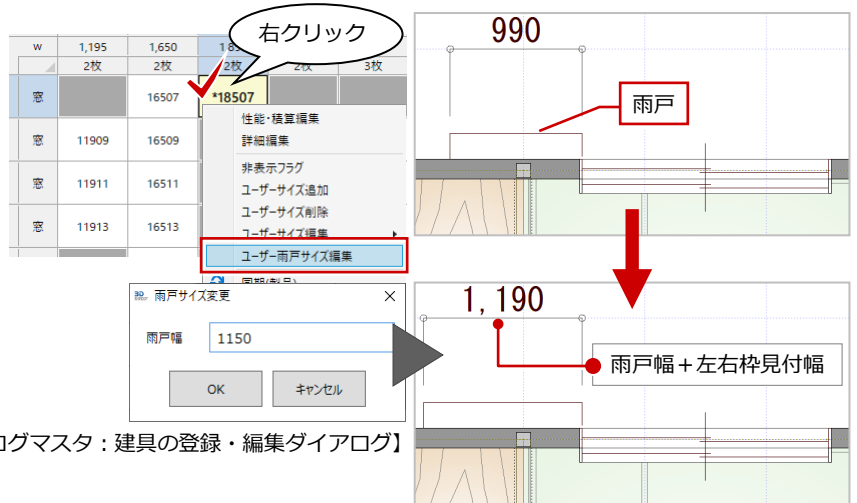 右クリック
w 1,195 1,650
2枚 2枚 2枚 2枚 3枚
窓 16507 *18507
窓 11909 16509
窓 11911 16511
窓 11913 16513
性能・積算編集
詳細編集
非表示フラグ
ユーザーサイズ追加
ユーザーサイズ削除
ユーザーサイズ編集
ユーザー雨戸サイズ編集
雨戸サイズ変更
雨戸幅 1150
OK キャンセル
ログマスタ：建具の登録・編集ダイアログ】
990
雨戸
1,190
雨戸幅＋左右枠見付幅